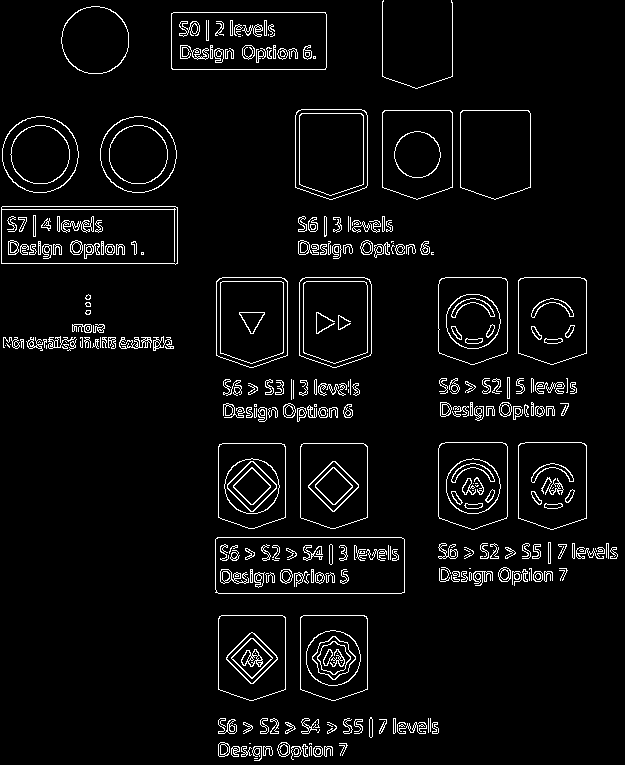 S0 | 2 levels
Design Option 6.
S7 | 4 levels
Design Option 1.
S6 | 3 levels
Design Option 6.
more
Not detailed in this example.
S6 > S3 | 3 levels
Design Option 6
S6 > S2 | 5 levels
Design Option 7
S6 > S2 > S4 | 3 levels
Design Option 5
S6 > S2 > S5 | 7 levels
Design Option 7
S6 > S2 > S4 > S5 | 7 levels
Design Option 7